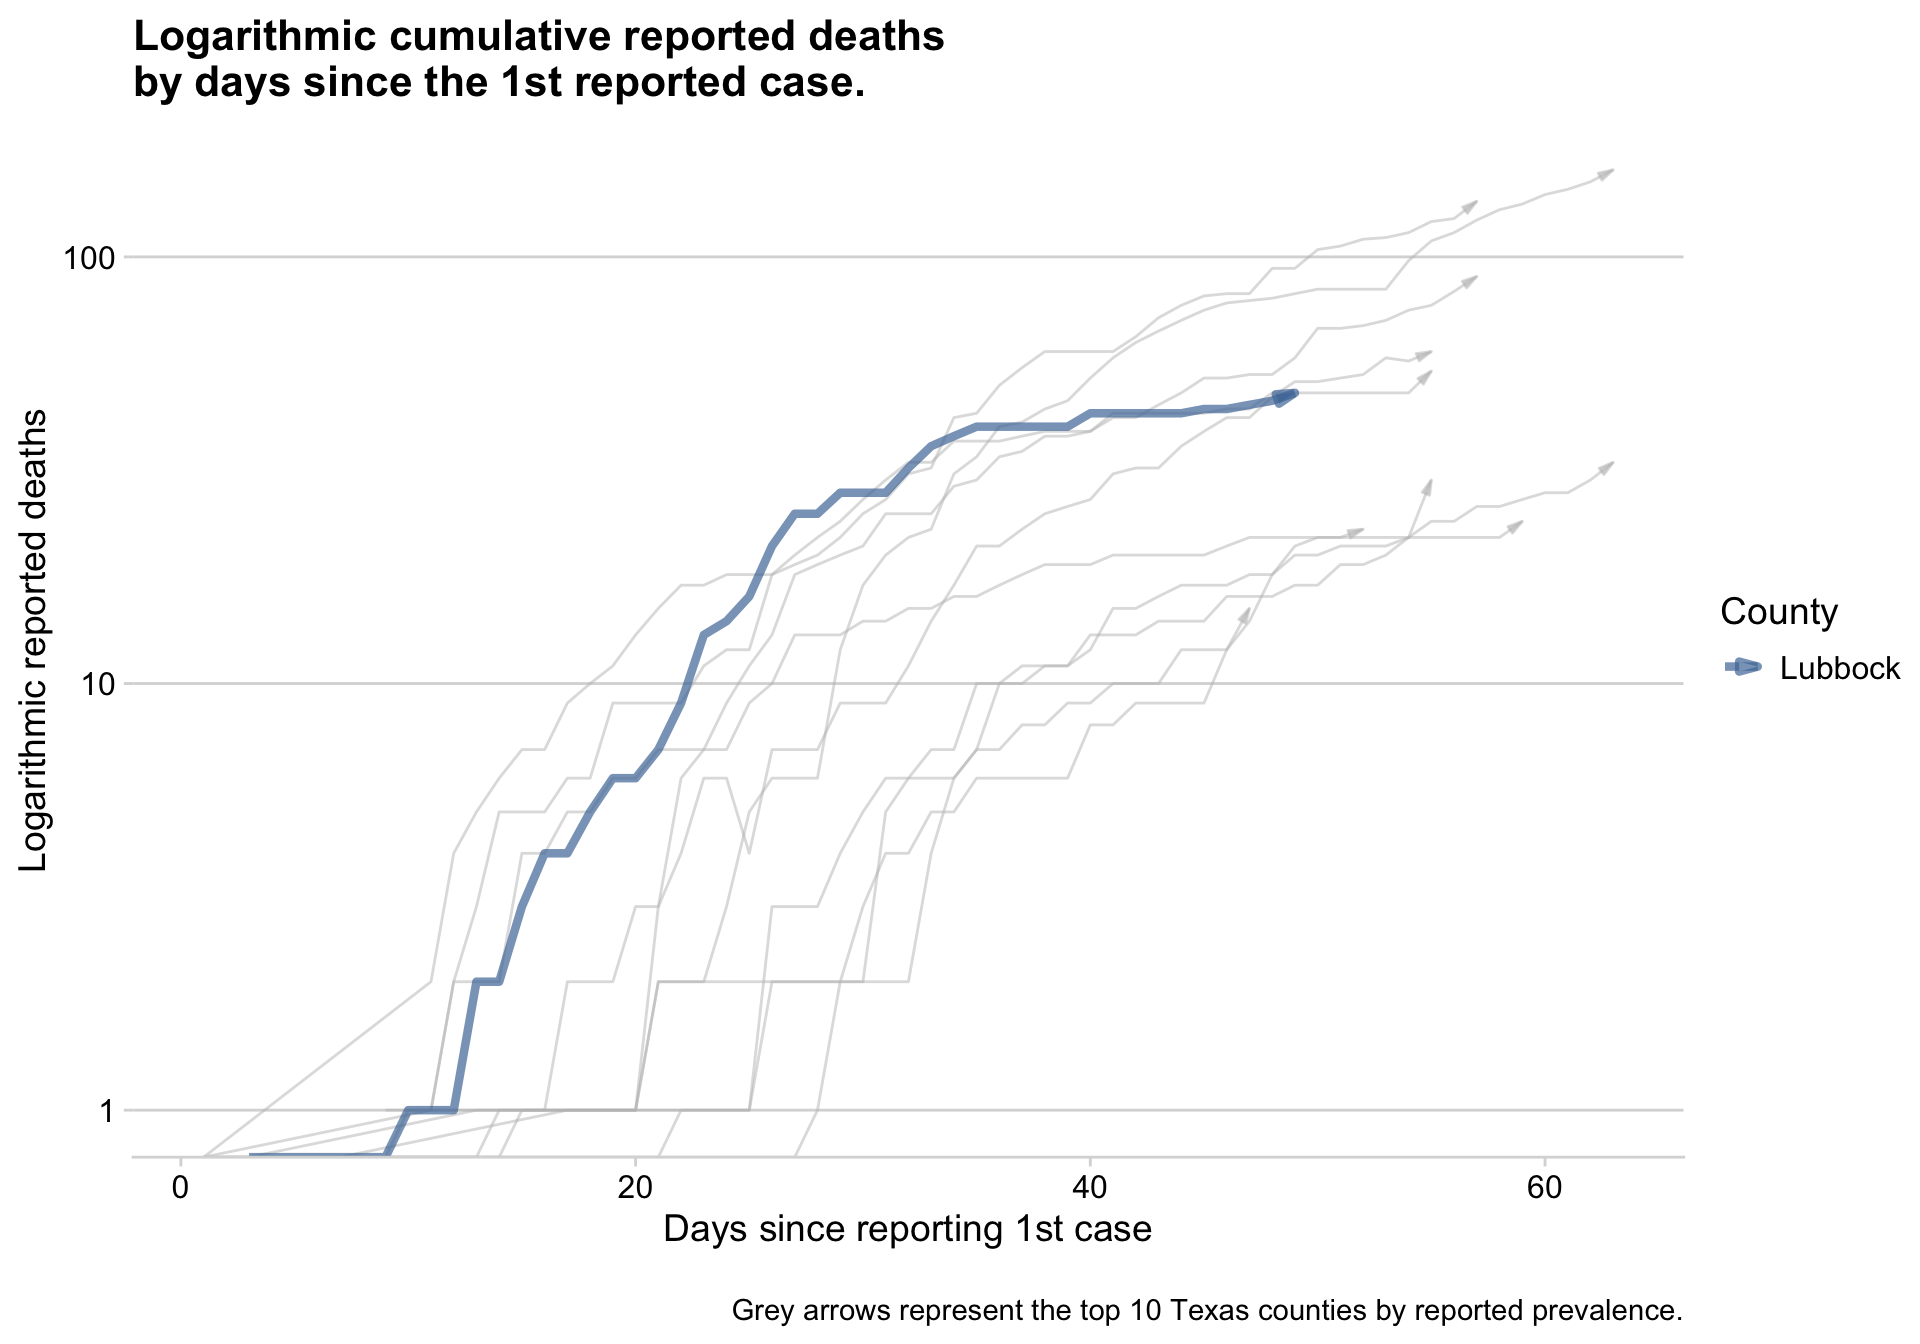 Logarithmic cumulative reported deaths
by days since the 1st reported case.
Logarithmic reported deaths
100
10
1
0
20
40
60
Days since reporting 1st case
County
Lubbock
Grey arrows represent the top 10 Texas counties by reported prevalence.